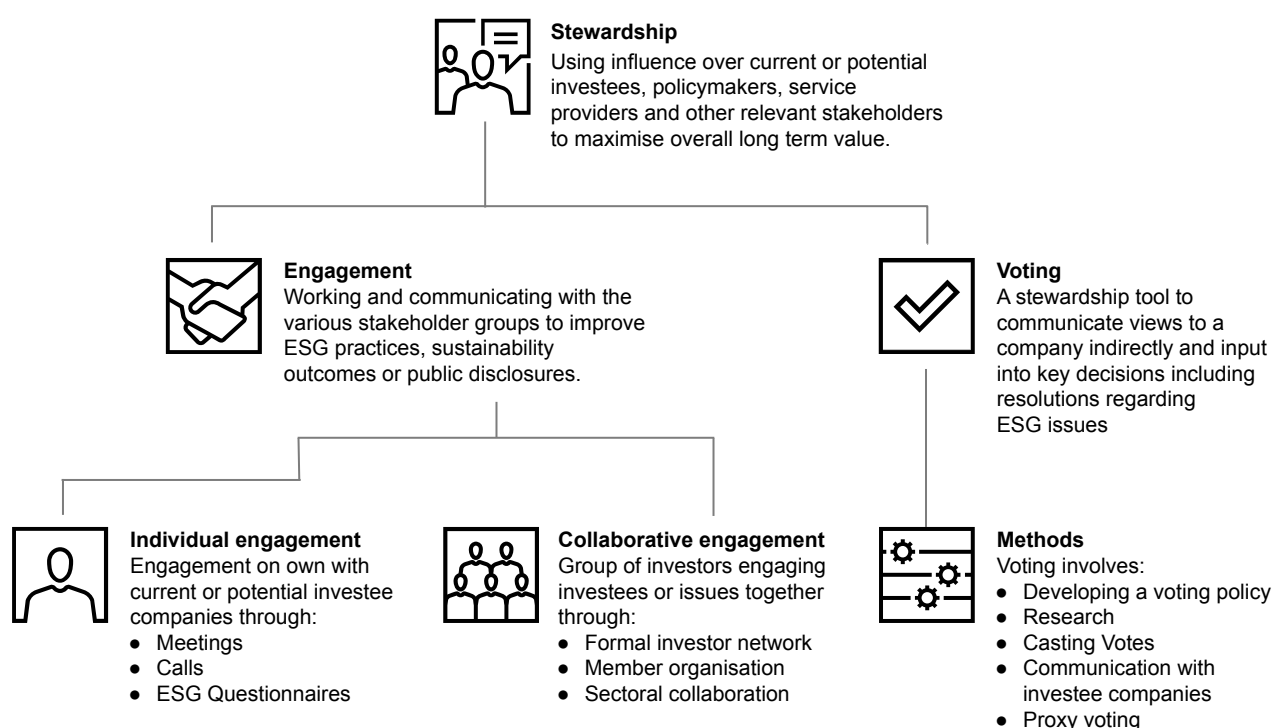 Stewardship
Using influence over current or potential
investees, policymakers, service
providers and other relevant stakeholders
to maximise overall long term value.
Engagement
Working and communicating with the
various stakeholder groups to improve
ESG practices, sustainability
outcomes or public disclosures.
Voting
A stewardship tool to
communicate views to a
company indirectly and input
into key decisions including
resolutions regarding
ESG issues
Individual engagement
Engagement on own with
current or potential investee
companies through:
● Meetings
● Calls
● ESG Questionnaires
Collaborative engagement
Group of investors engaging
investees or issues together
through:
● Formal investor network
● Member organisation
● Sectoral collaboration
Methods
Voting involves:
● Developing a voting policy
● Research
● Casting Votes
● Communication with
investee companies
● Proxy voting